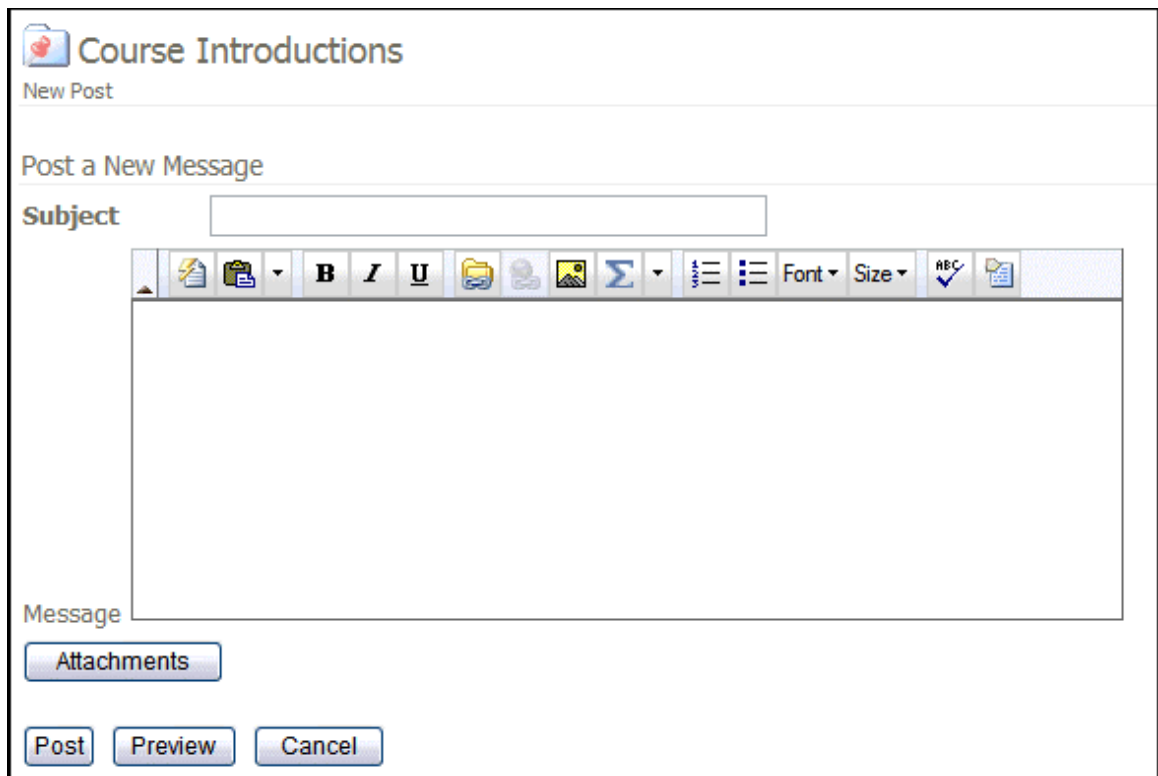 Course Introductions
New Post
Post a New Message
Subject
B I U Font Size ABC
Message
Attachments
Post Preview Cancel